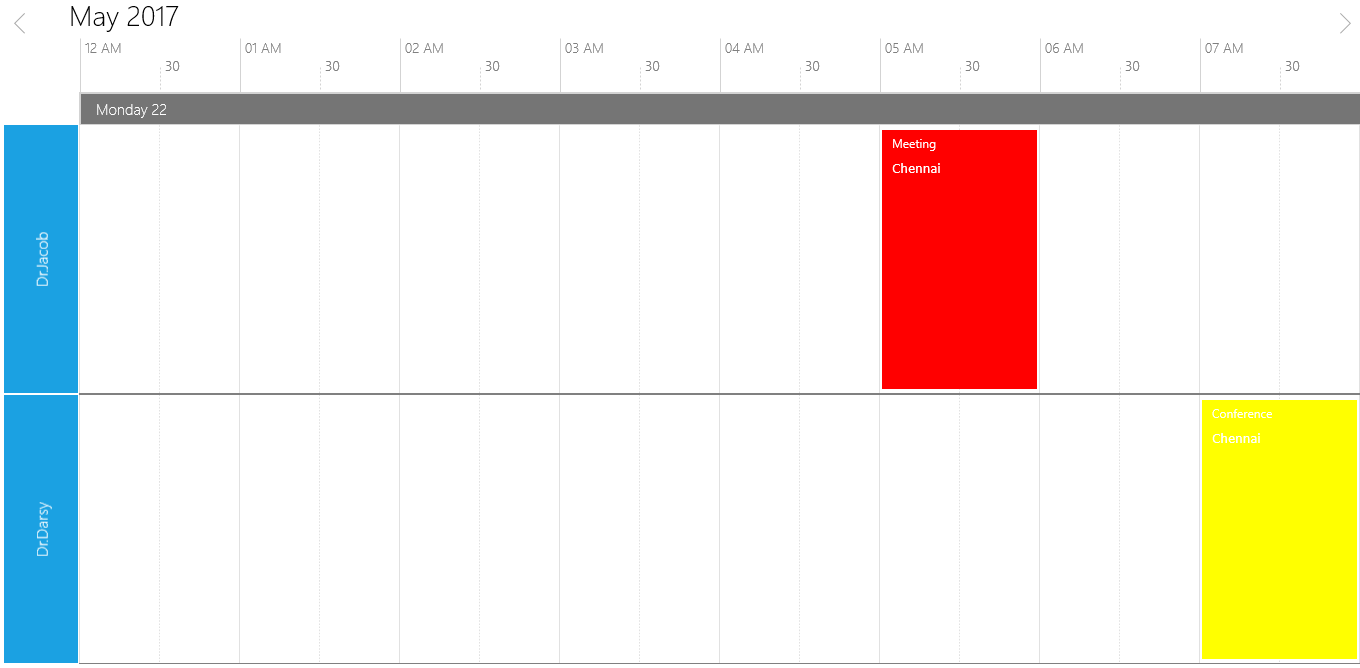 May 2017
12 AM 01 AM 02 AM 03 AM 04 AM 05 AM 06 AM 07 AM
30 30 30 30 30 30 30 30
Monday 22
Dr.Jacob
Meeting
Chennai
Dr.Darsy
Conference
Chennai